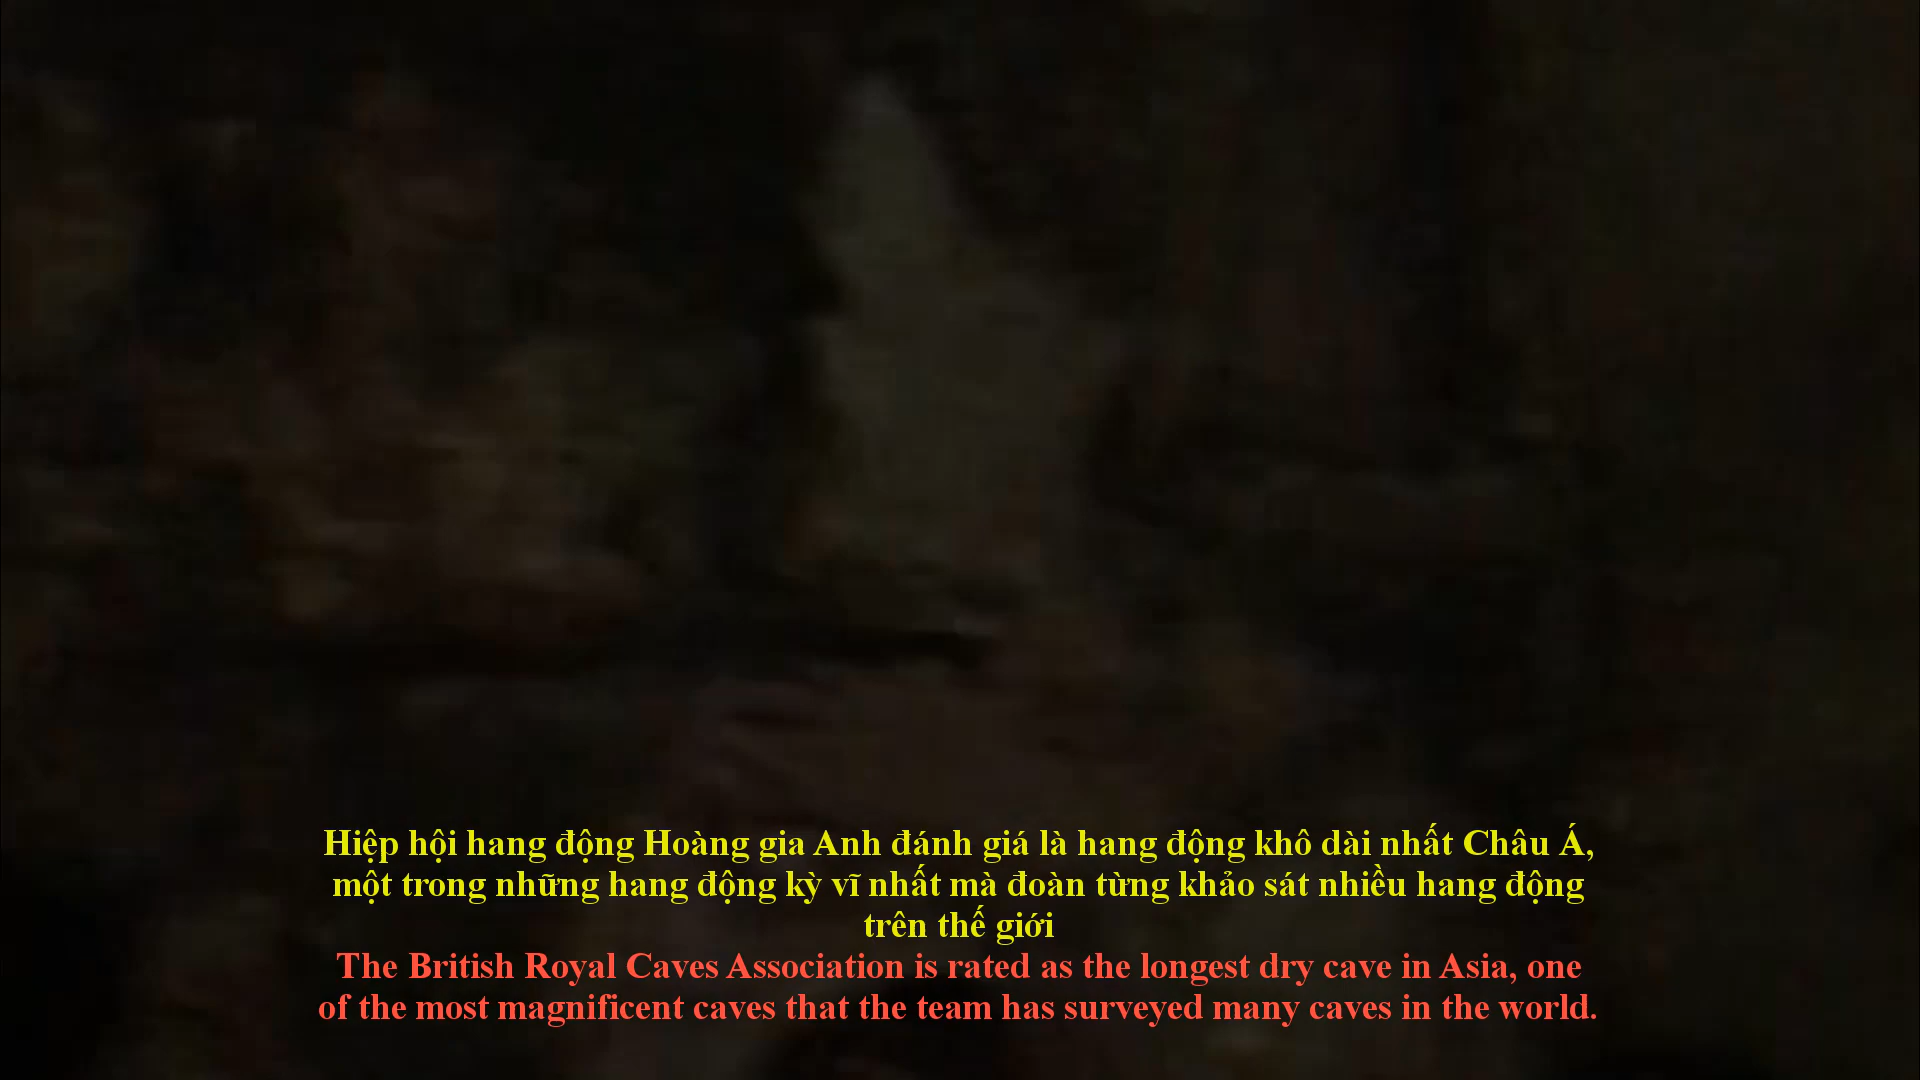 Hiệp hội hang động Hoàng gia Anh đánh giá là hang động khô dài nhất Châu Á,
một trong những hang động kỳ vĩ nhất mà đoàn từng khảo sát nhiều hang động
trên thế giới
The British Royal Caves Association is rated as the longest dry cave in Asia, one
of the most magnificent caves that the team has surveyed many caves in the world.